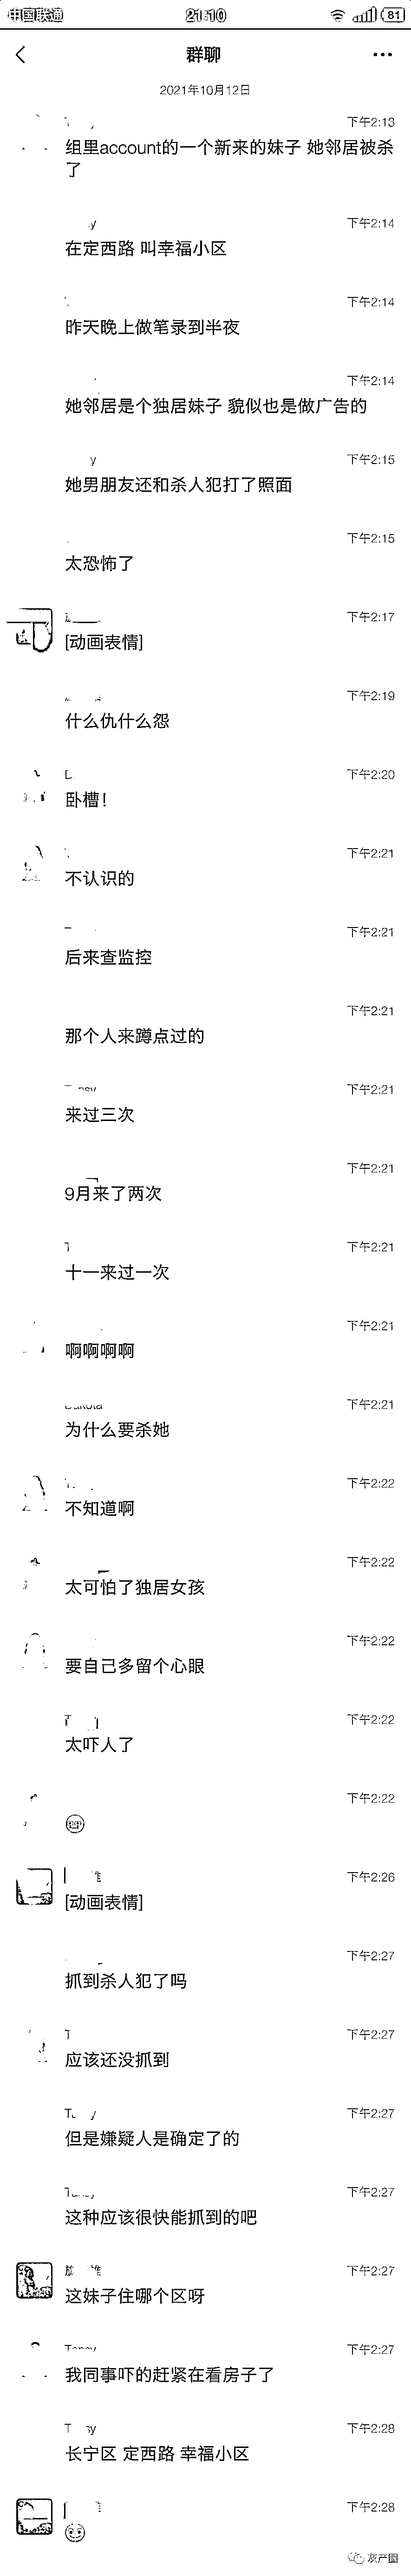 中国联通
21:10
81
群聊
2021年10月12日
下午2:13
组里account的一个新来的妹子 她邻居被杀
了
下午2:14
在定西路 叫幸福小区
下午2:14
昨天晚上做笔录到半夜
下午2:14
她邻居是个独居妹子 貌似也是做广告的
下午2:15
她男朋友还和杀人犯打了照面
下午2:15
太恐怖了
下午2:17
[动画表情]
下午2:19
什么仇什么怨
下午2:20
卧槽！
下午2:21
不认识的
下午2:21
后来查监控
下午2:21
那个人来蹲点过的
下午2:21
来过三次
下午2:21
9月来了两次
下午2:21
十一来过一次
下午2:21
啊啊啊啊
下午2:21
为什么要杀她
下午2:22
不知道啊
下午2:22
太可怕了独居女孩
下午2:22
要自己多留个心眼
下午2:22
太吓人了
下午2:22
下午2:26
[动画表情]
下午2:27
抓到杀人犯了吗
下午2:27
应该还没抓到
下午2:27
但是嫌疑人是确定了的
下午2:27
这种应该很快能抓到的吧
下午2:27
这妹子住哪个区呀
下午2:27
我同事吓的赶紧在看房子了
下午2:28
长宁区 定西路 幸福小区
下午2:28
灰产圈